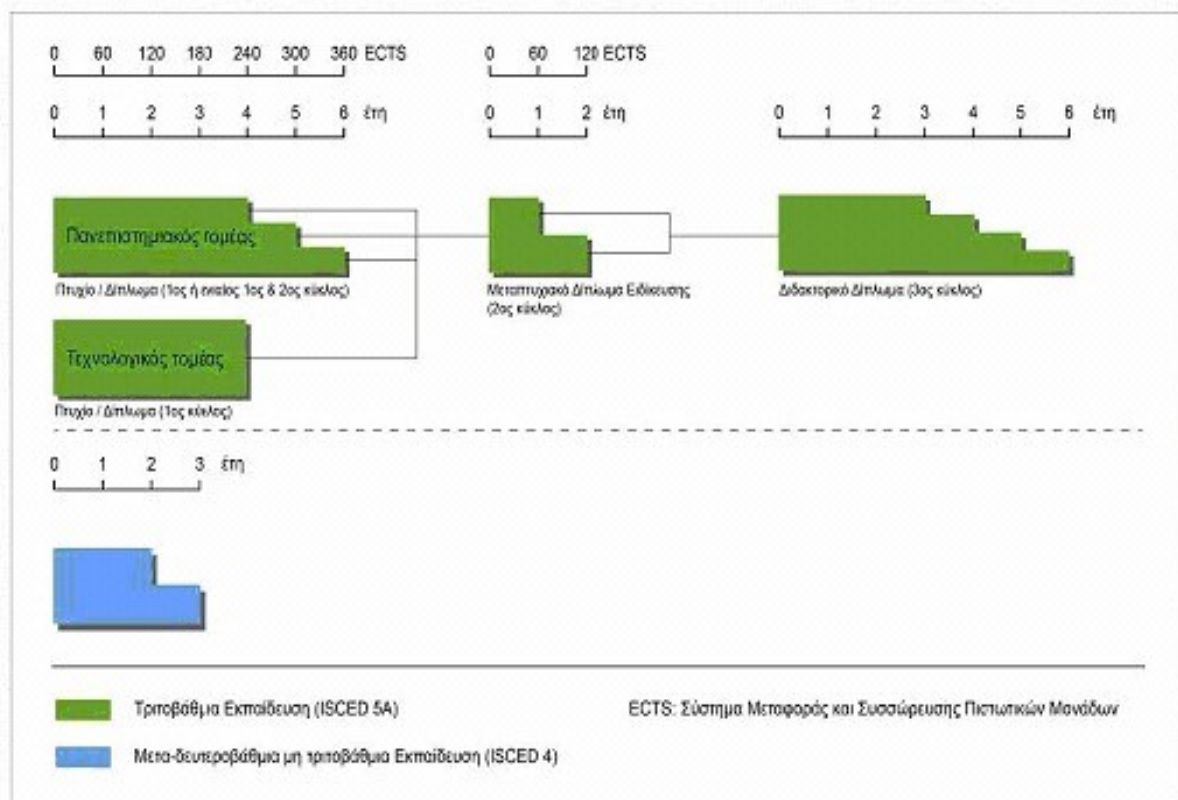 0 60 120 180 240 300 360 ECTS
0 60 120 ECTS
0 1 2 3 4 5 6 έτη
0 1 2 έτη
0 1 2 3 4 5 6 έτη
Πανεπιστημιακός τομέας
Πτυχίο / Δίπλωμα (1ος ή ενιαίος 1ος & 2ος κύκλος)
Μεταπτυχιακό Δίπλωμα Ειδίκευσης
(2ος κύκλος)
Διδακτορικό Δίπλωμα (3ος κύκλος)
Τεχνολογικός τομέας
Πτυχίο / Δίπλωμα (1ος κύκλος)
0 1 2 3 έτη
Τριτοβάθμια Εκπαίδευση (ISCED 5A)
ECTS: Σύστημα Μεταφοράς και Συσσώρευσης Πιστωτικών Μονάδων
Μετα-δευτεροβάθμια μη τριτοβάθμια Εκπαίδευση (ISCED 4)